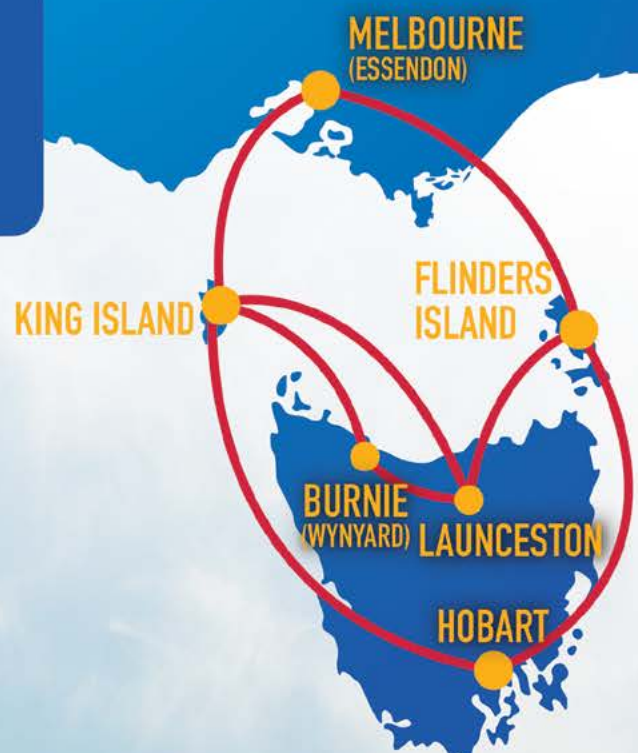 MELBOURNE
(ESSENDON)
FLINDERS
ISLAND
KING ISLAND
BURNIE
(WYNYARD)
LAUNCESTON
HOBART